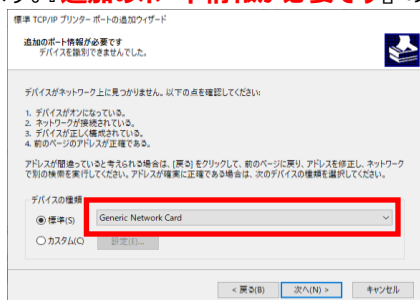 追加のポート情報が必要です
標準 TCP/IP プリンター ポートの追加ウィザード
追加のポート情報が必要です
デバイスを識別できませんでした。
デバイスがネットワーク上に見つかりません。以下の点を確認してください:
1. デバイスがオンになっている。
2. ネットワークが接続されている。
3. デバイスが正しく構成されている。
4. 前のページのアドレスが正確である。
アドレスが間違っていると考えられる場合は、[戻る] をクリックして、前のページに戻り、アドレスを修正し、ネットワーク
で別の検索を実行してください。アドレスが確実に正確である場合は、次のデバイスの種類を選択してください。
デバイスの種類
標準(S)
Generic Network Card
カスタム(C)
設定(E)...
< 戻る(B)
次へ(N) >
キャンセル